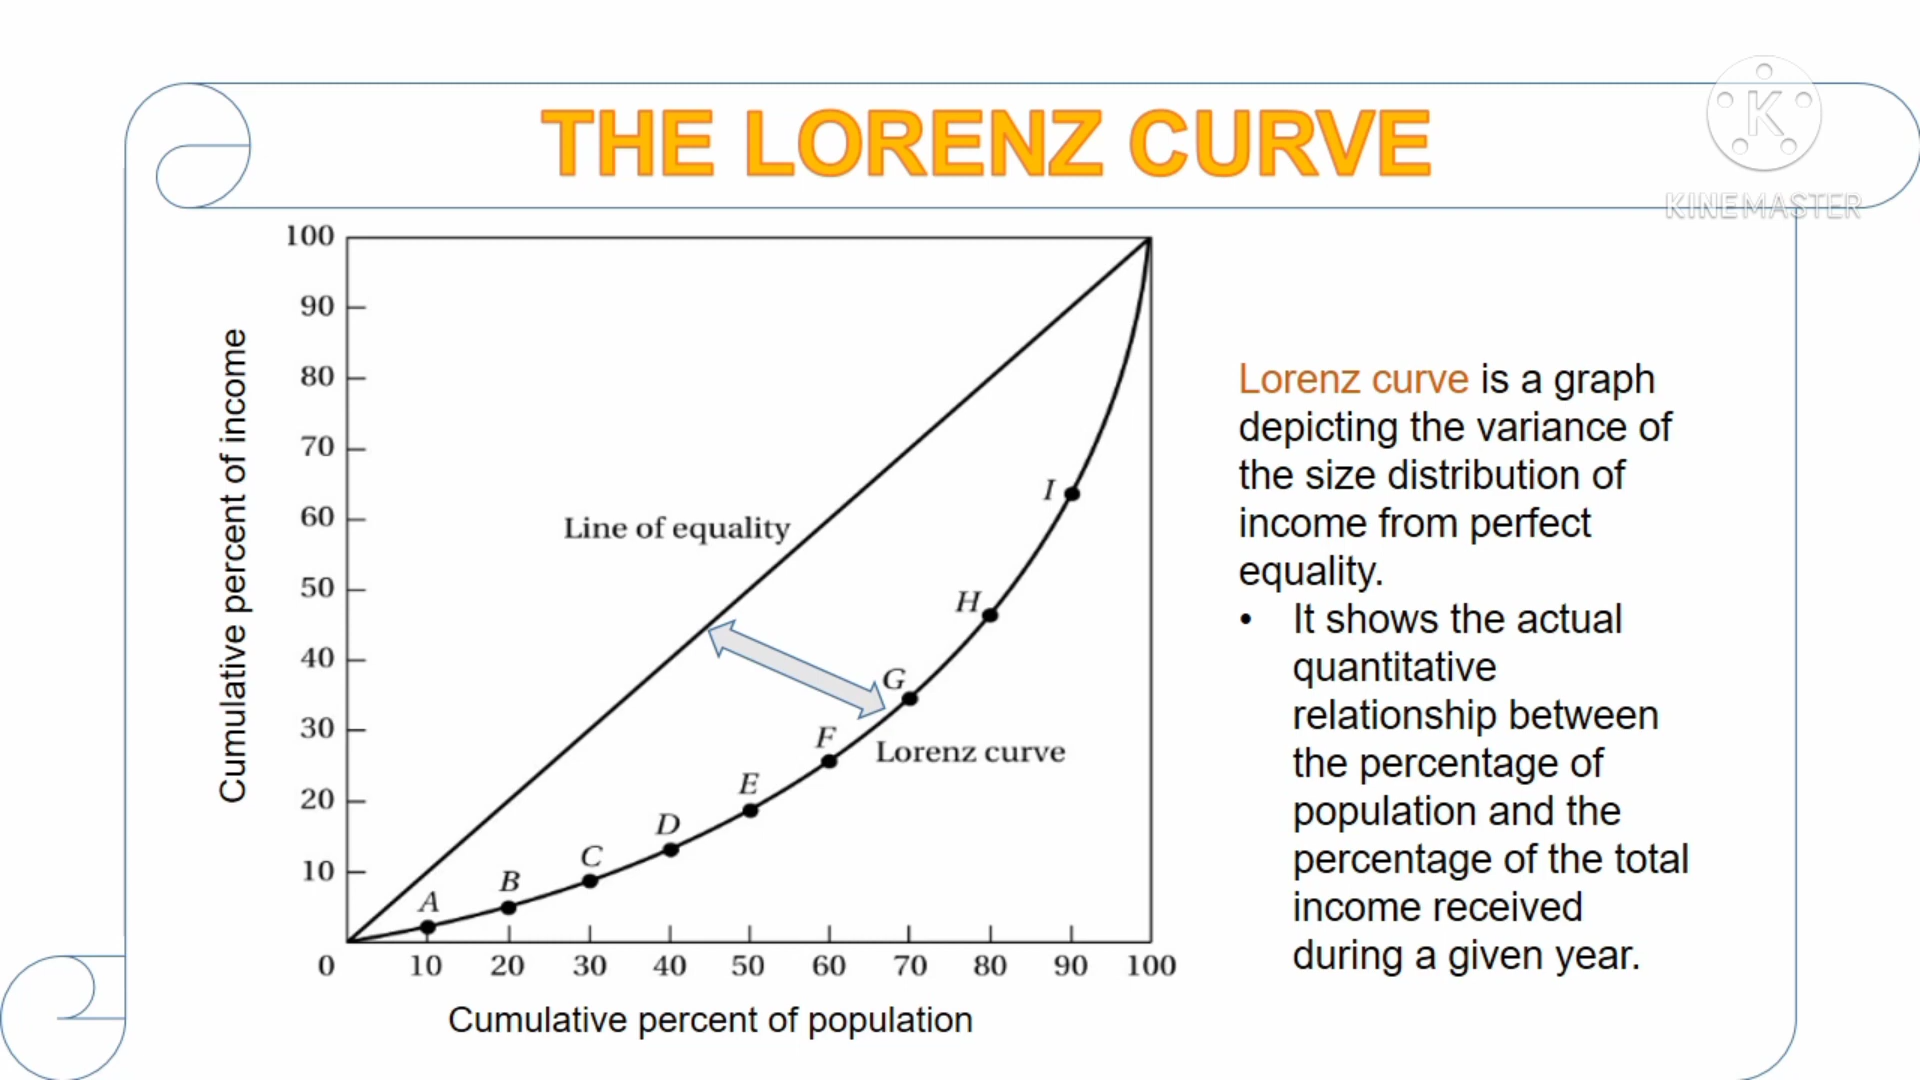 THE LORENZ CURVE
K
KINEMASTER
100
90
80
70
60
50
40
30
20
10
0 10 20 30 40 50 60 70 80 90 100
Cumulative percent of income
Cumulative percent of population
Line of equality
Lorenz curve
A
B
C
D
E
F
G
H
I
Lorenz curve is a graph
depicting the variance of
the size distribution of
income from perfect
equality.
• It shows the actual
quantitative
relationship between
the percentage of
population and the
percentage of the total
income received
during a given year.